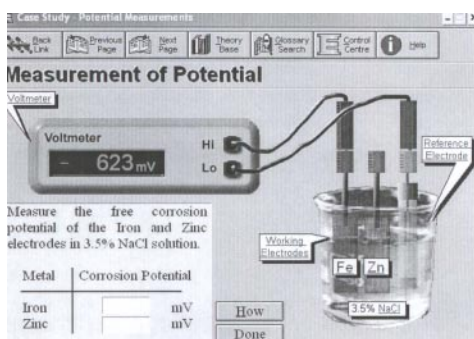 Case Study - Potential Measurements
Back Link
Previous Page
Next Page
Theory Base
Glossary Search
Control Centre
Help
Measurement of Potential
Voltmeter
Voltmeter
- 623 mV
Hi
Lo
Reference Electrode
Measure the free corrosion
potential of the Iron and Zinc
electrodes in 3.5% NaCl solution.
Working Electrodes
Fe Zn
3.5% NaCl
Metal Corrosion Potential
Iron mV
Zinc mV
How
Done